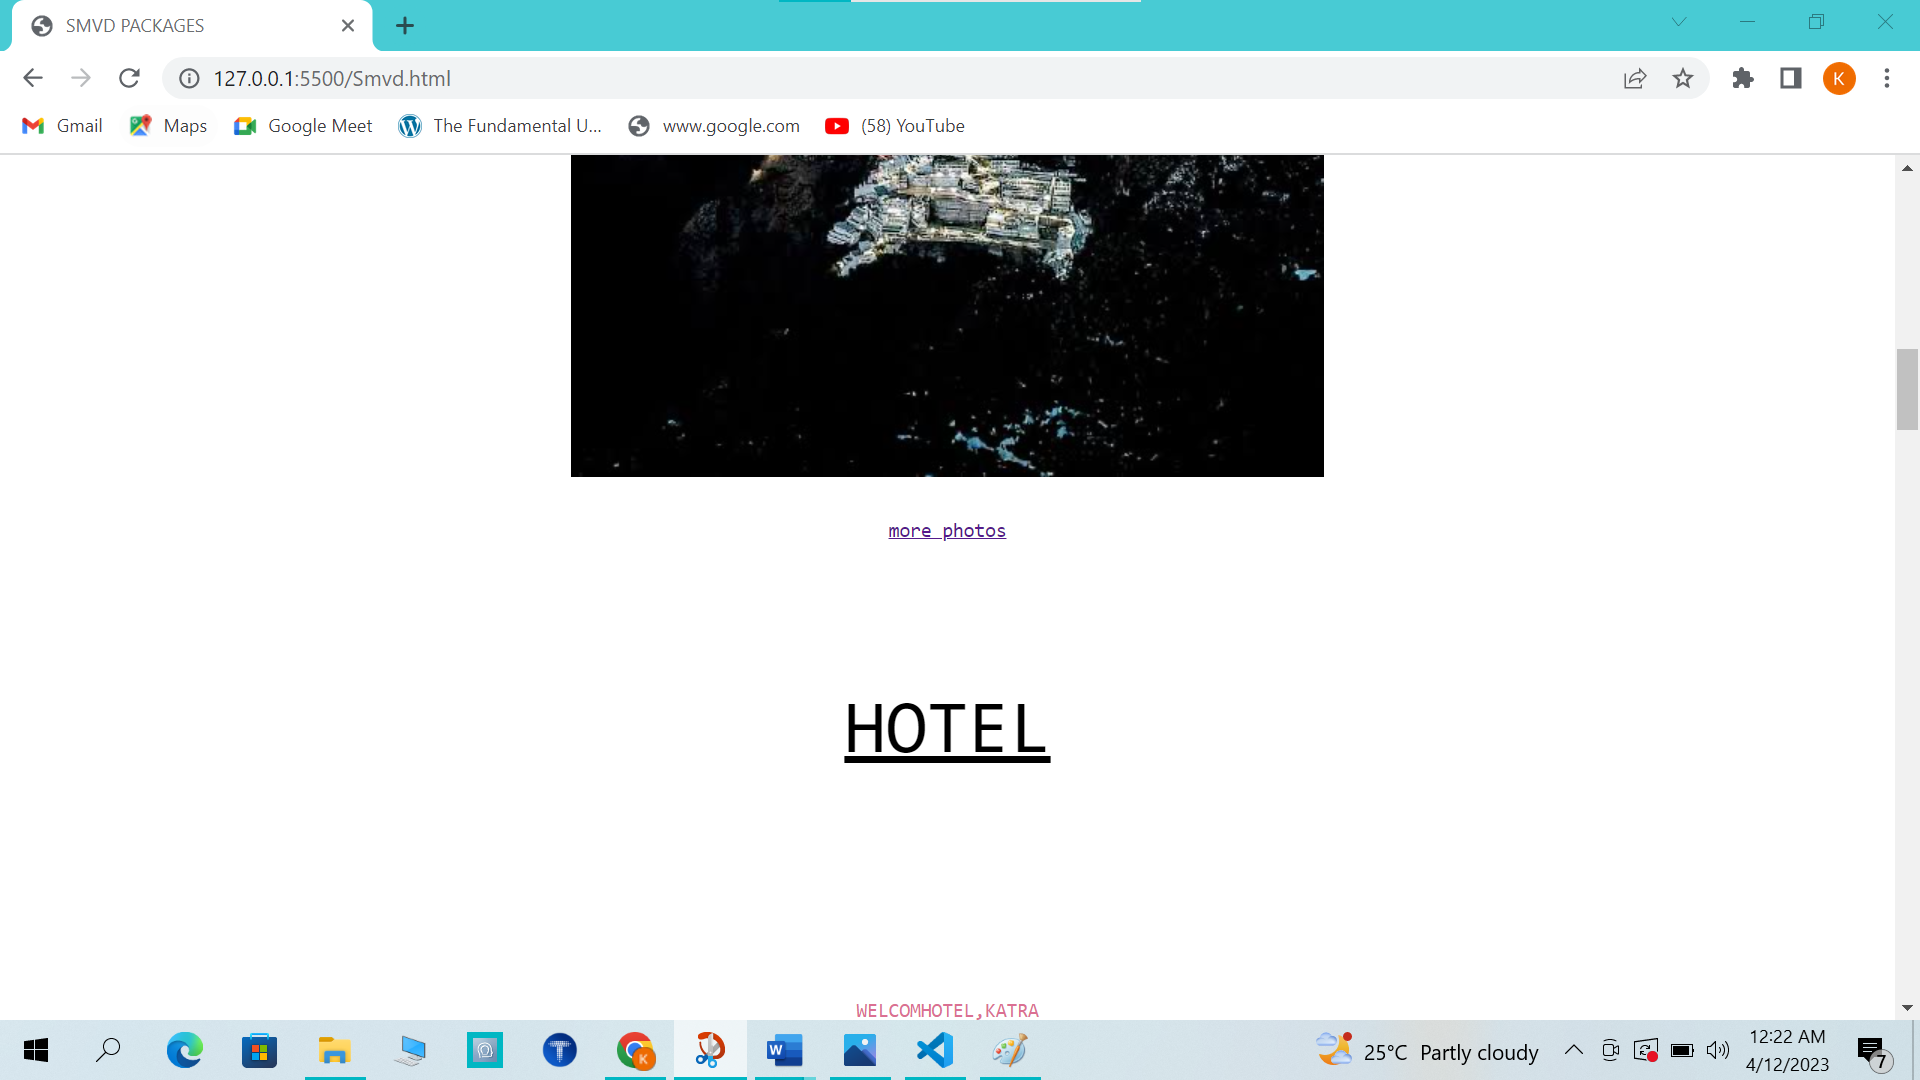 SMVD PACKAGES
127.0.0.1:5500/Smvd.html
K
Gmail
Maps
Google Meet
The Fundamental U...
www.google.com
(58) YouTube
more photos
HOTEL
WELCOMHOTEL,KATRA
25°C Partly cloudy
12:22 AM
4/12/2023
7